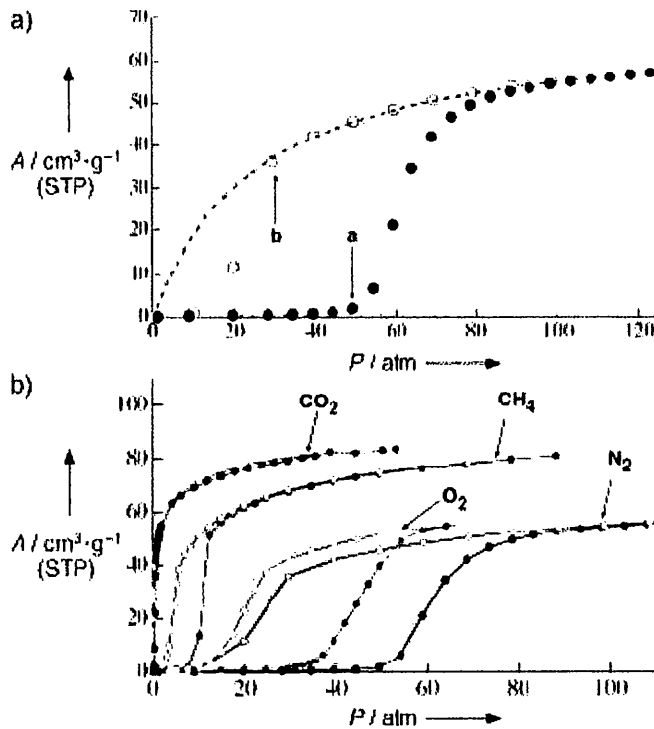 a)
70
60
50
40
30
20
10
0
A / cm³·g⁻¹
(STP)
b
a
0 20 40 60 80 100 120
P / atm
b)
100
80
60
40
20
0
A / cm³·g⁻¹
(STP)
CO₂
CH₄
N₂
O₂
0 20 40 60 80 100
P / atm